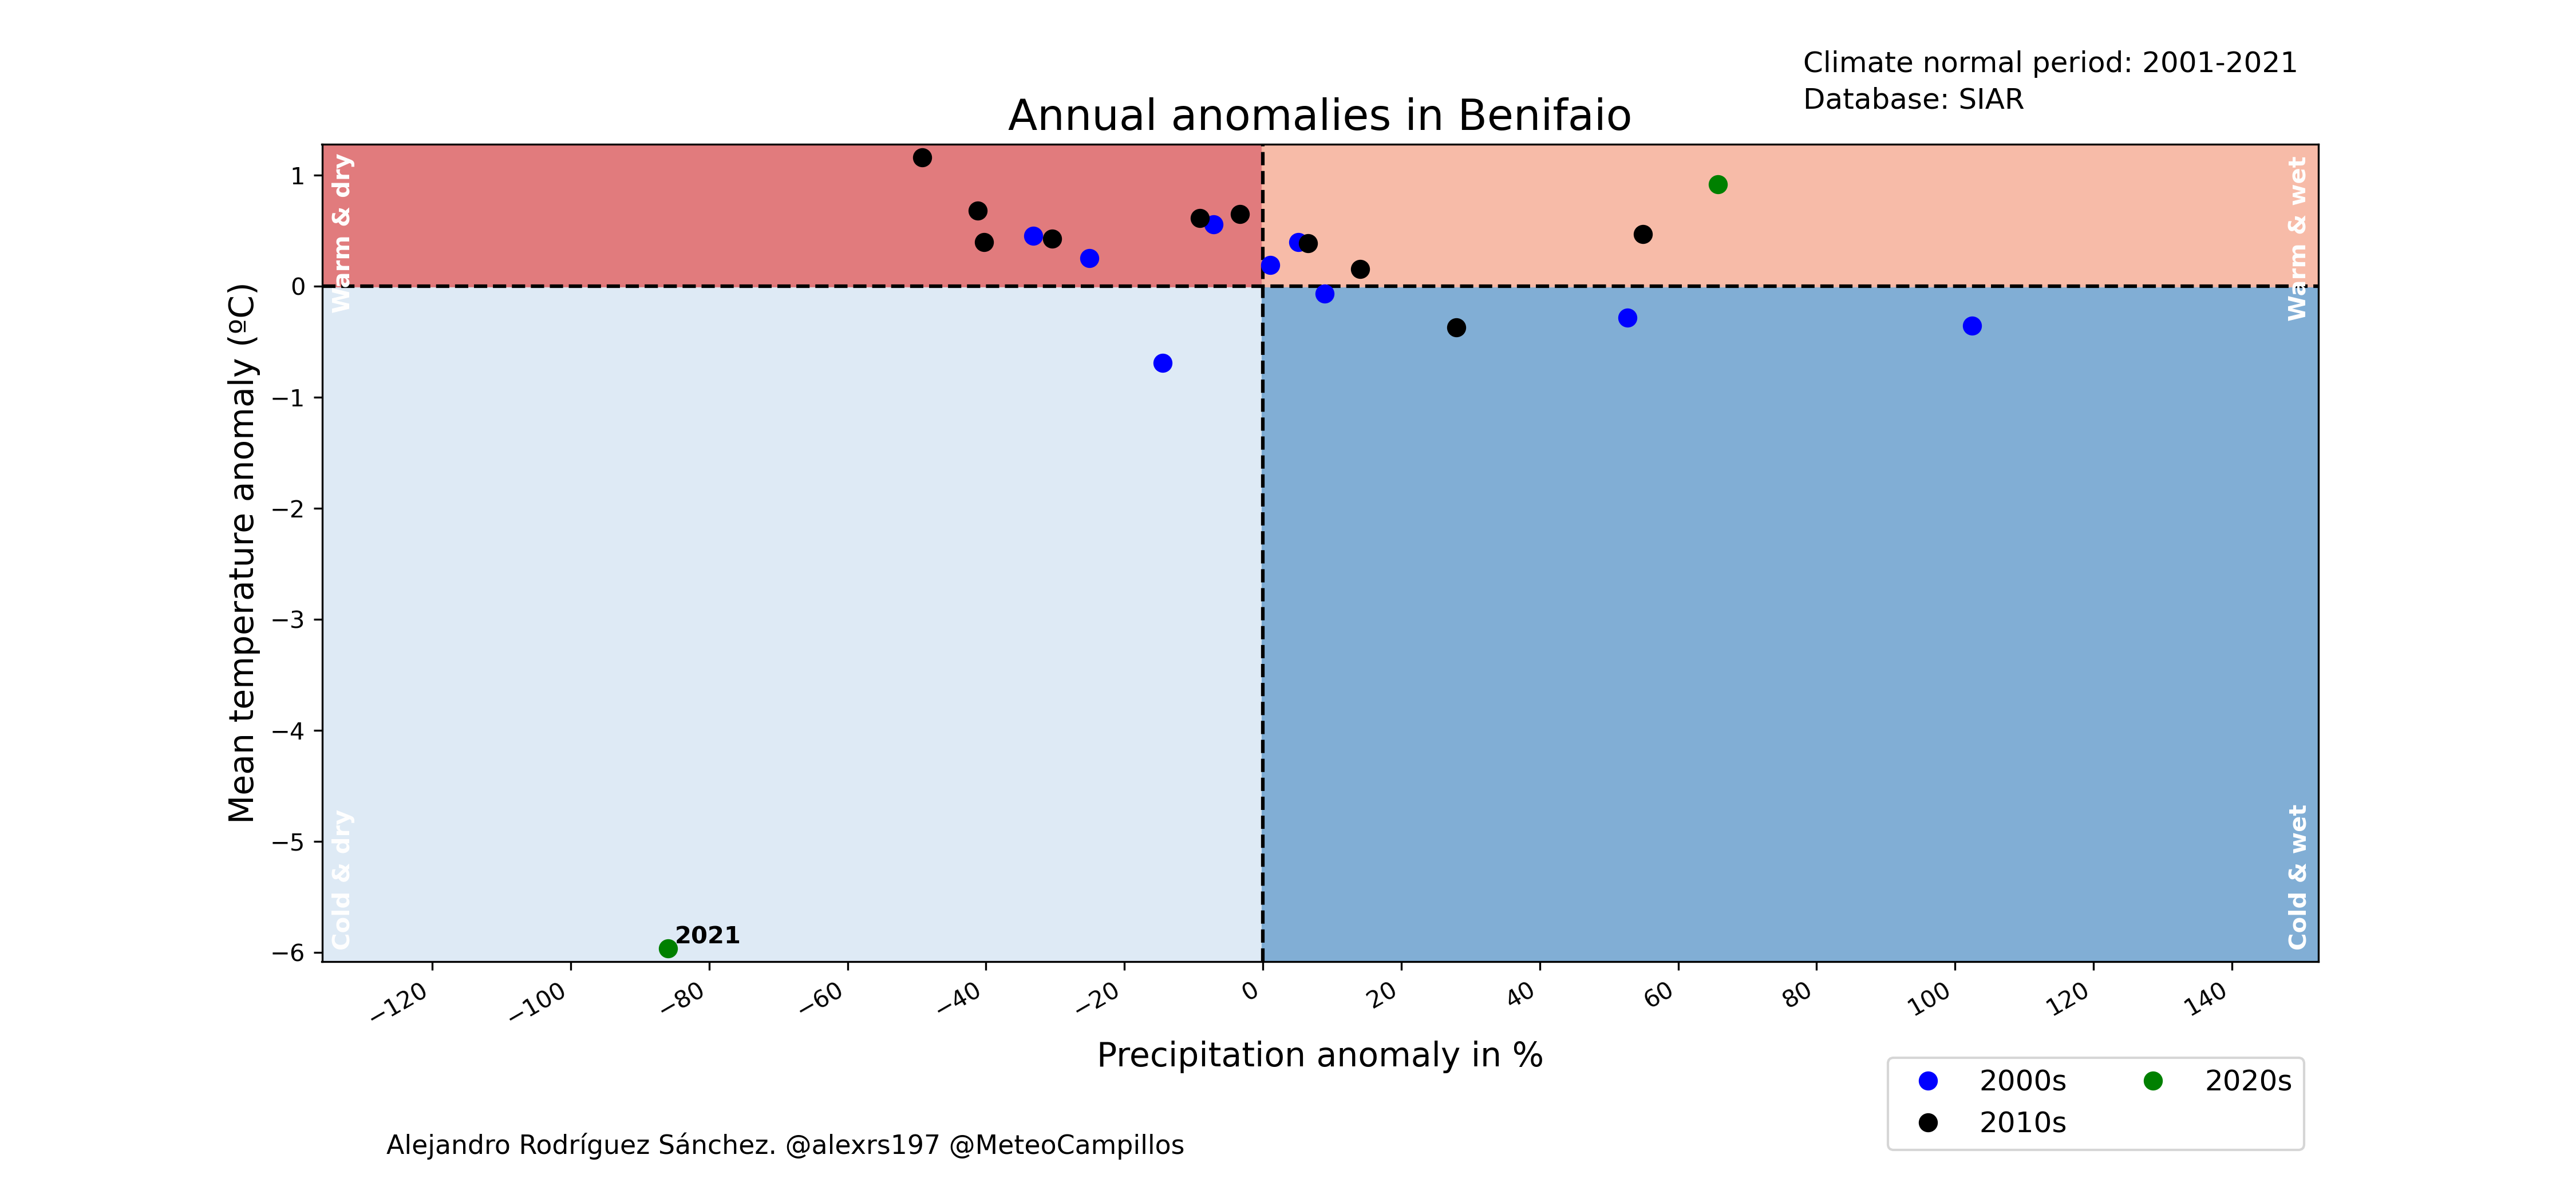 Climate normal period: 2001-2021
Database: SIAR
Annual anomalies in Benifaio
Warm & dry
Warm & wet
Cold & dry
Cold & wet
Mean temperature anomaly (ºC)
1
0
−1
−2
−3
−4
−5
−6
2021
−120
−100
−80
−60
−40
−20
0
20
40
60
80
100
120
140
Precipitation anomaly in %
2000s
2010s
2020s
Alejandro Rodríguez Sánchez. @alexrs197 @MeteoCampillos